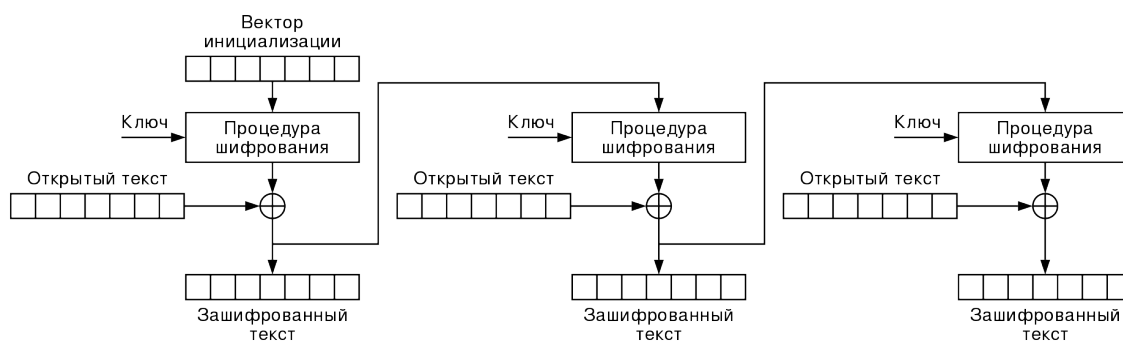 Вектор
инициализации
Ключ
Процедура
шифрования
Ключ
Процедура
шифрования
Ключ
Процедура
шифрования
Открытый текст
Открытый текст
Открытый текст
Зашифрованный
текст
Зашифрованный
текст
Зашифрованный
текст